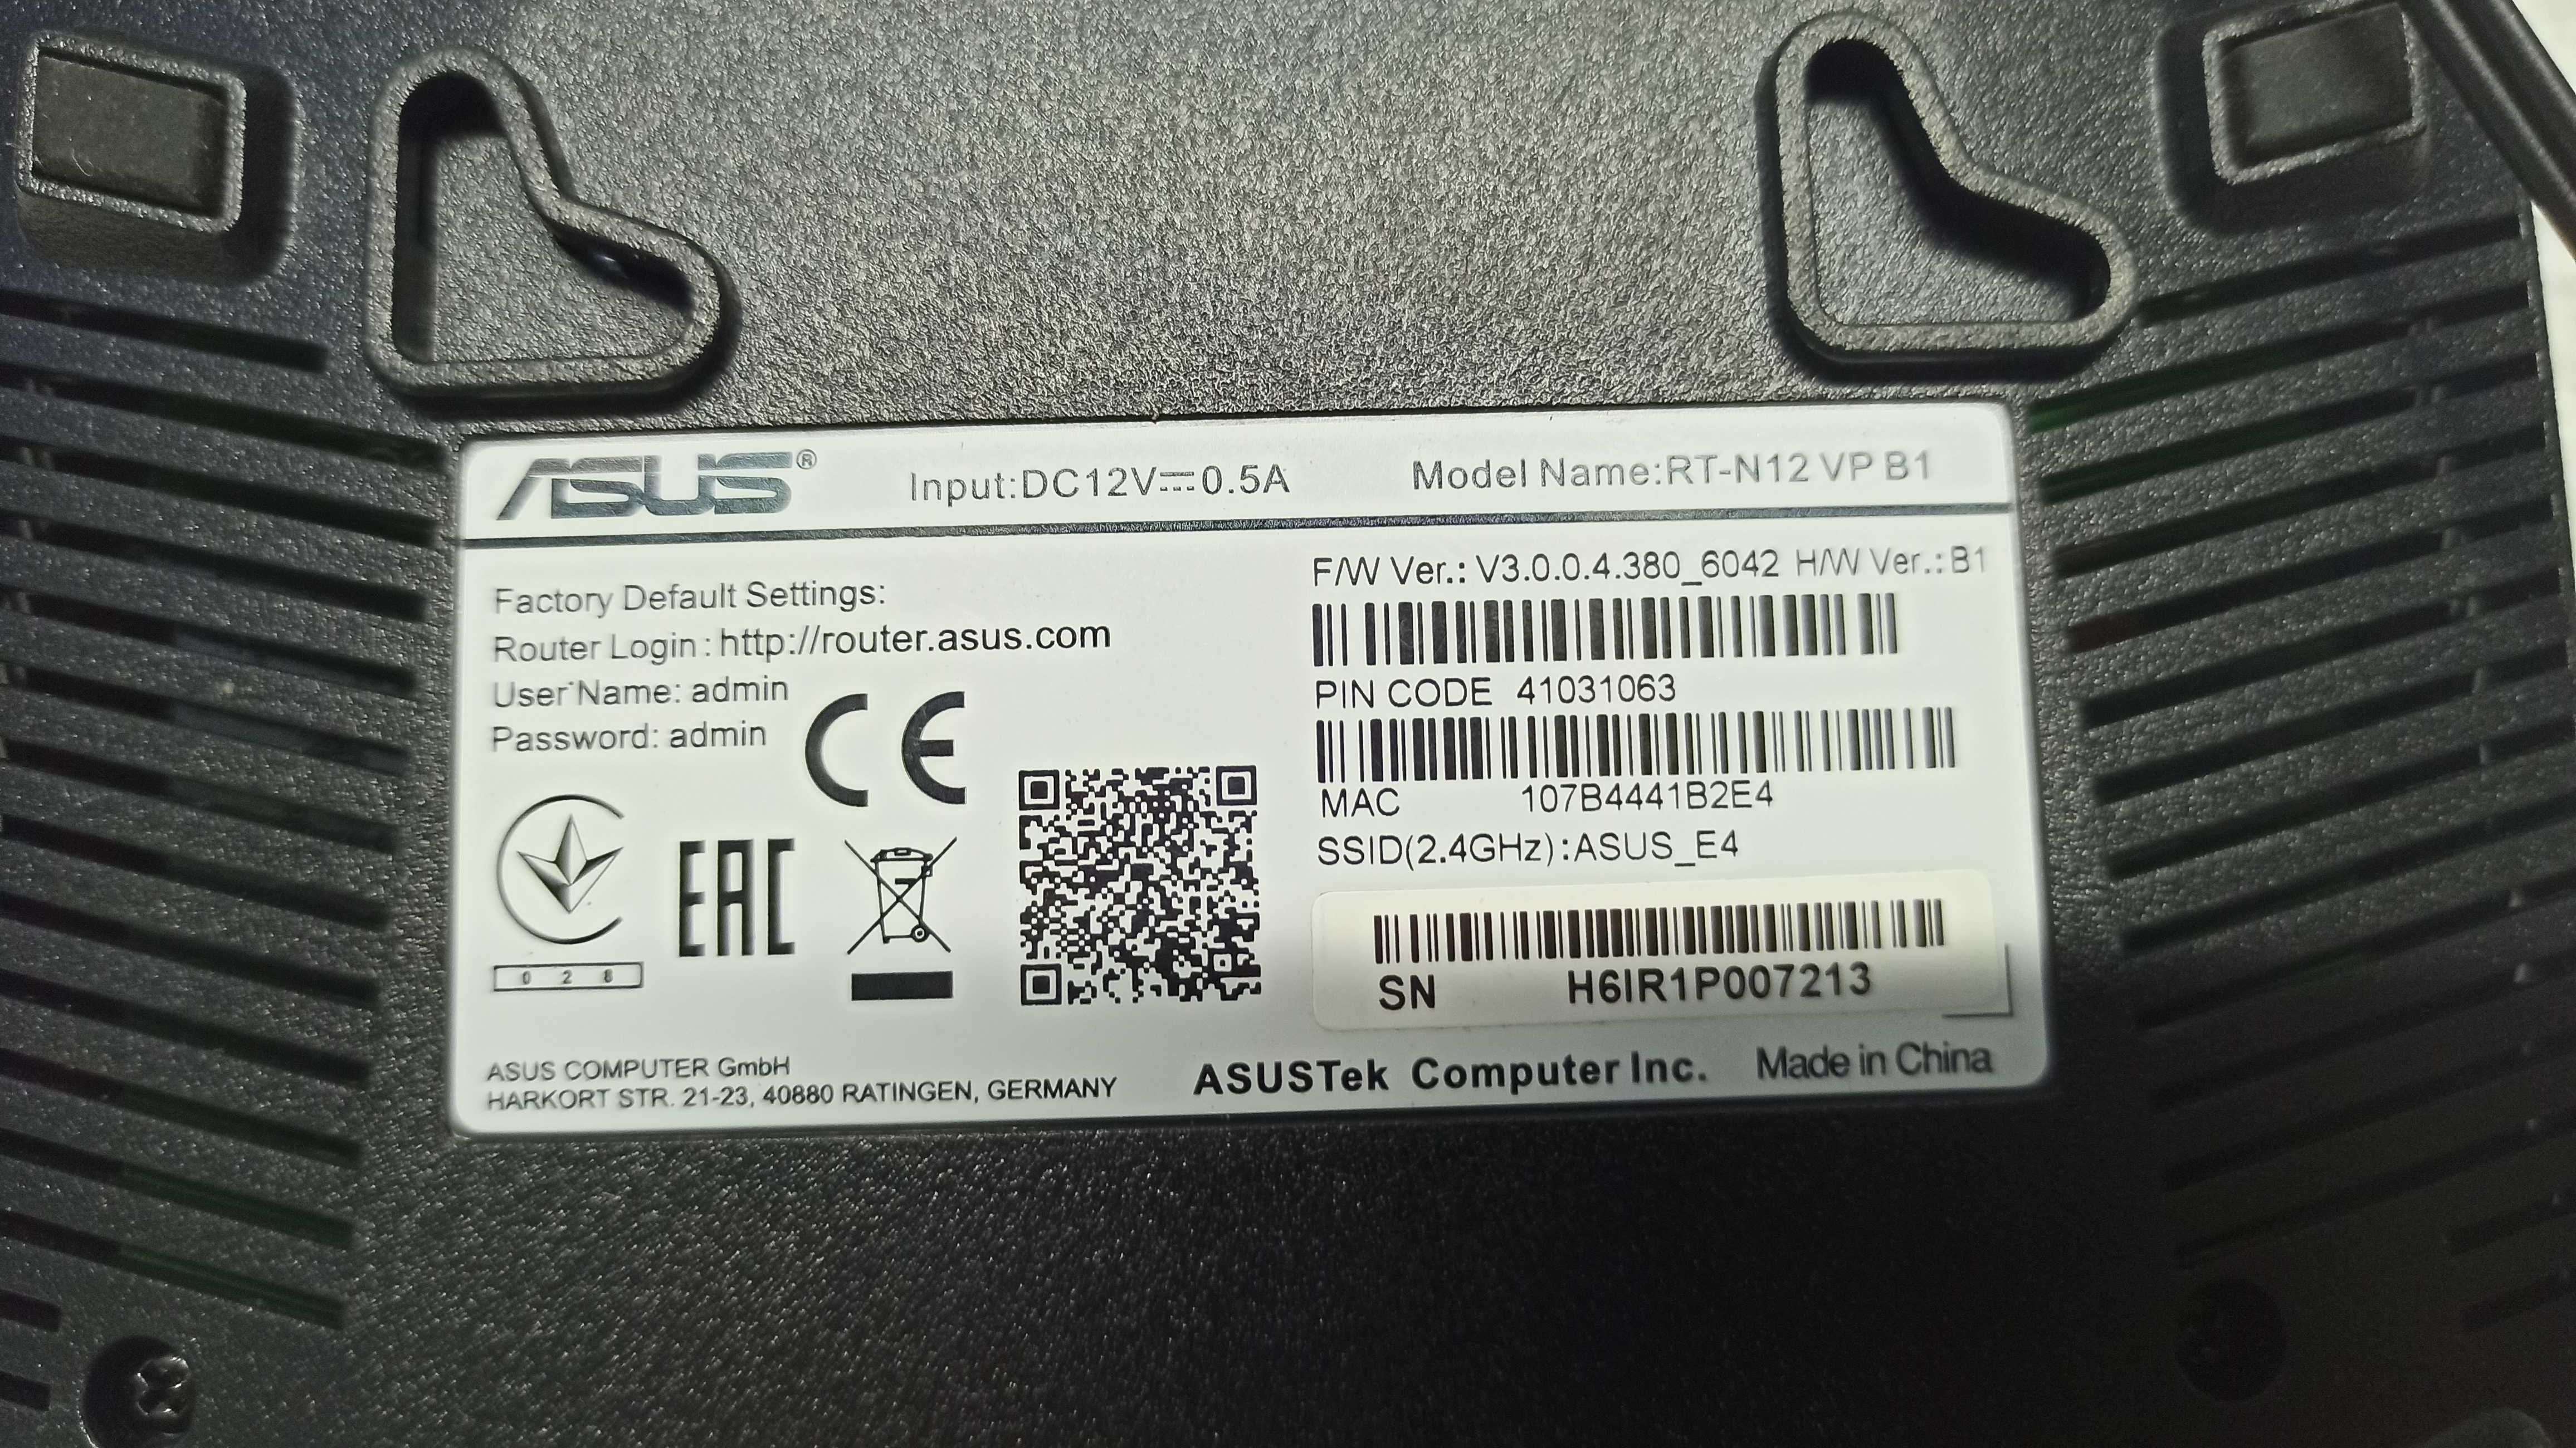 ASUS®
Input:DC12V⎓0.5A
Model Name:RT-N12 VP B1
Factory Default Settings:
Router Login : http://router.asus.com
User Name: admin
Password: admin
CE
EAC
0 2 8
F/W Ver.: V3.0.0.4.380_6042 H/W Ver.: B1
PIN CODE 41031063
MAC 107B4441B2E4
SSID(2.4GHz):ASUS_E4
SN H6IR1P007213
ASUS COMPUTER GmbH
HARKORT STR. 21-23, 40880 RATINGEN, GERMANY
ASUSTek Computer Inc. Made in China